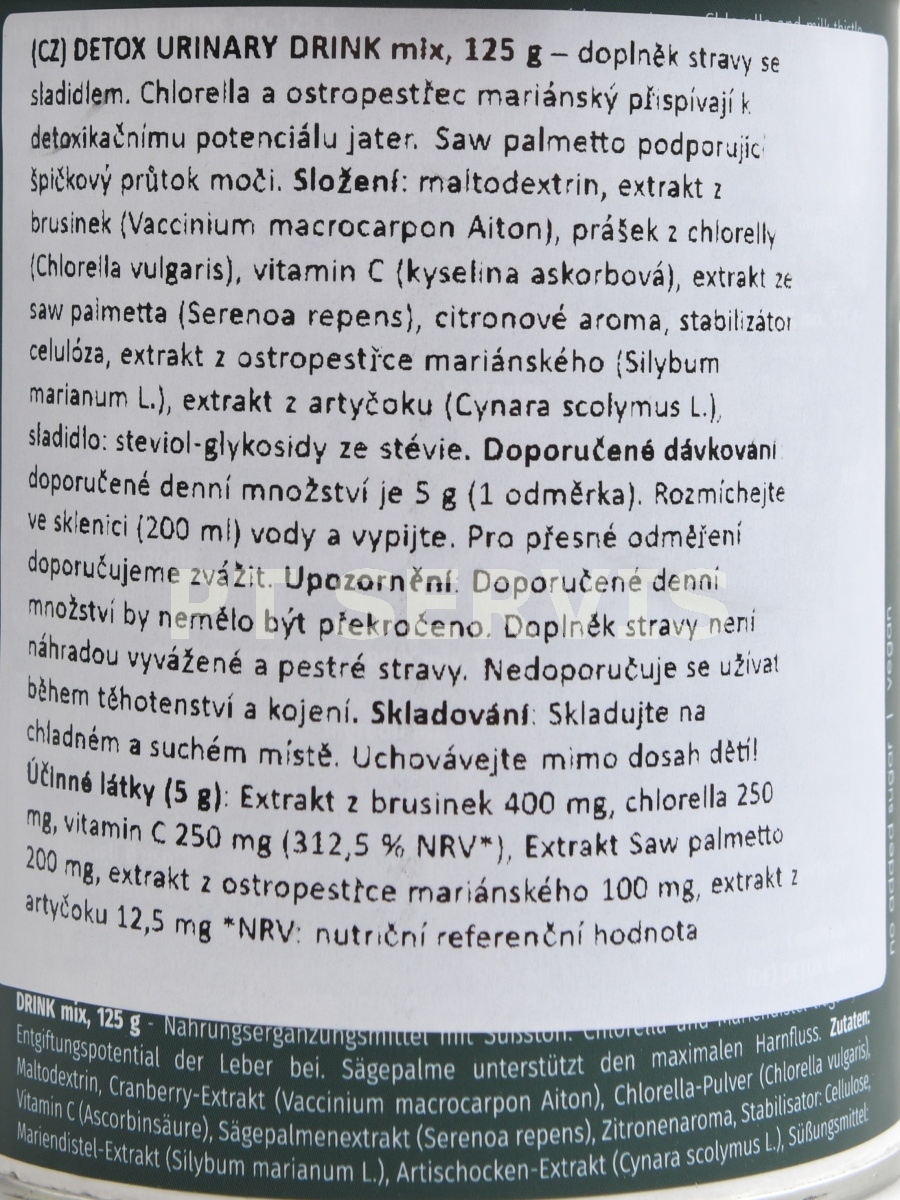 (CZ) DETOX URINARY DRINK mix, 125 g – doplněk stravy se
sladidlem. Chlorella a ostropestřec mariánský přispívají k
detoxikačnímu potenciálu jater. Saw palmetto podporující
špičkový průtok moči. Složení: maltodextrin, extrakt z
brusinek (Vaccinium macrocarpon Aiton), prášek z chlorelly
(Chlorella vulgaris), vitamin C (kyselina askorbová), extrakt ze
saw palmetta (Serenoa repens), citronové aroma, stabilizátor
celulóza, extrakt z ostropestřce mariánského (Silybum
marianum L.), extrakt z artyčoku (Cynara scolymus L.),
sladidlo: steviol-glykosidy ze stévie. Doporučené dávkování
doporučené denní množství je 5 g (1 odměrka). Rozmíchejte
ve sklenici (200 ml) vody a vypijte. Pro přesné odměření
doporučujeme zvážit. Upozornění: Doporučené denní
množství by nemělo být překročeno. Doplněk stravy není
náhradou vyvážené a pestré stravy. Nedoporučuje se užívat
během těhotenství a kojení. Skladování: Skladujte na
chladném a suchém místě. Uchovávejte mimo dosah dětí!
Účinné látky (5 g): Extrakt z brusinek 400 mg, chlorella 250
mg, vitamin C 250 mg (312,5 % NRV*), Extrakt Saw palmetto
200 mg, extrakt z ostropestřce mariánského 100 mg, extrakt z
artyčoku 12,5 mg *NRV: nutriční referenční hodnota
PT SERVIS
no added sugar | vegan
DRINK mix, 125 g - Nahrungsergänzungsmittel mit Süßstoff. Chlorella und
Entgiftungspotential der Leber bei. Sägepalme unterstützt den maximalen Harnfluss. Zutaten:
Maltodextrin, Cranberry-Extrakt (Vaccinium macrocarpon Aiton), Chlorella-Pulver (Chlorella vulgaris),
Vitamin C (Ascorbinsäure), Sägepalmenextrakt (Serenoa repens), Zitronenaroma, Stabilisator: Cellulose,
Mariendistel-Extrakt (Silybum marianum L.), Artischocken-Extrakt (Cynara scolymus L.), Süßungsmittel: